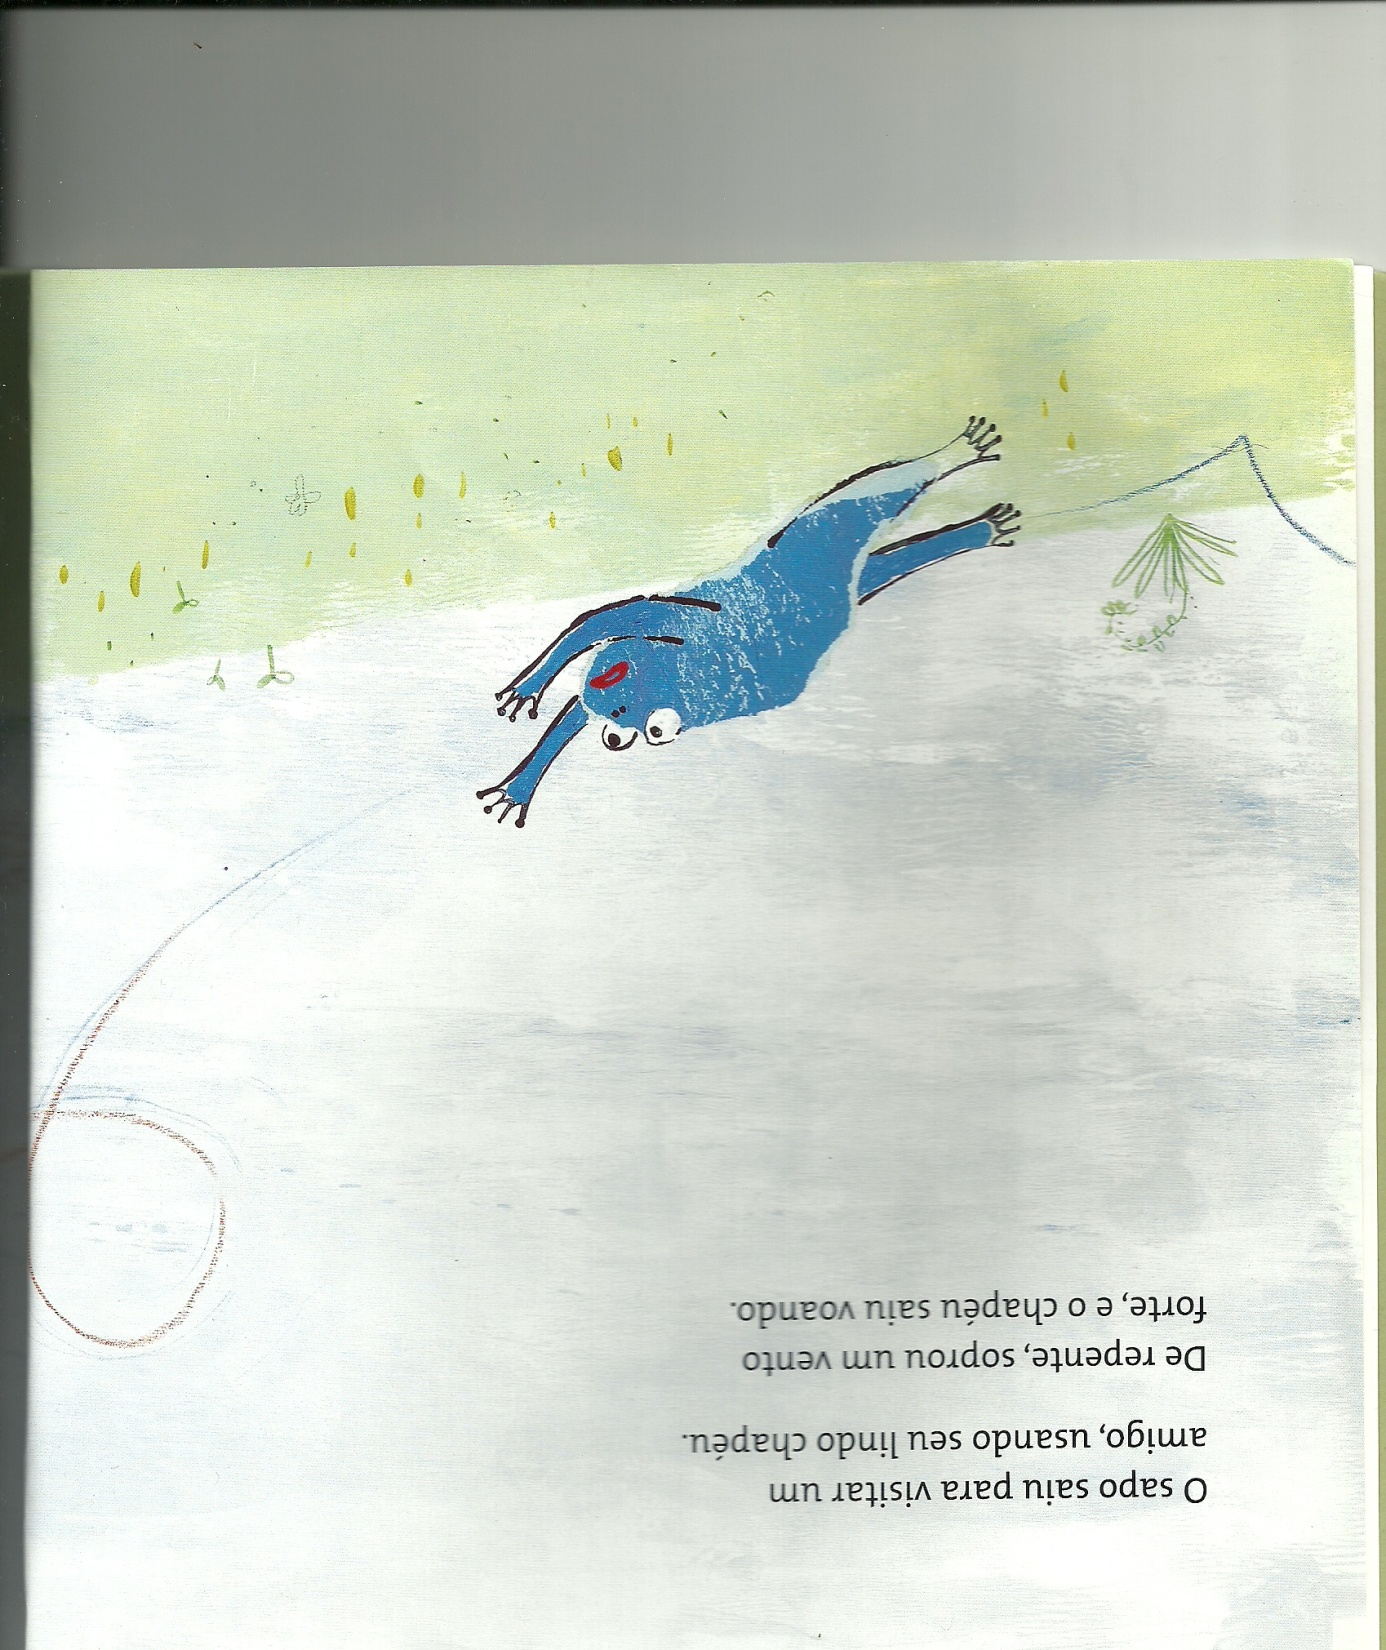 O sapo saiu para visitar um
amigo, usando seu lindo chapéu.
De repente, soprou um vento
forte, e o chapéu saiu voando.